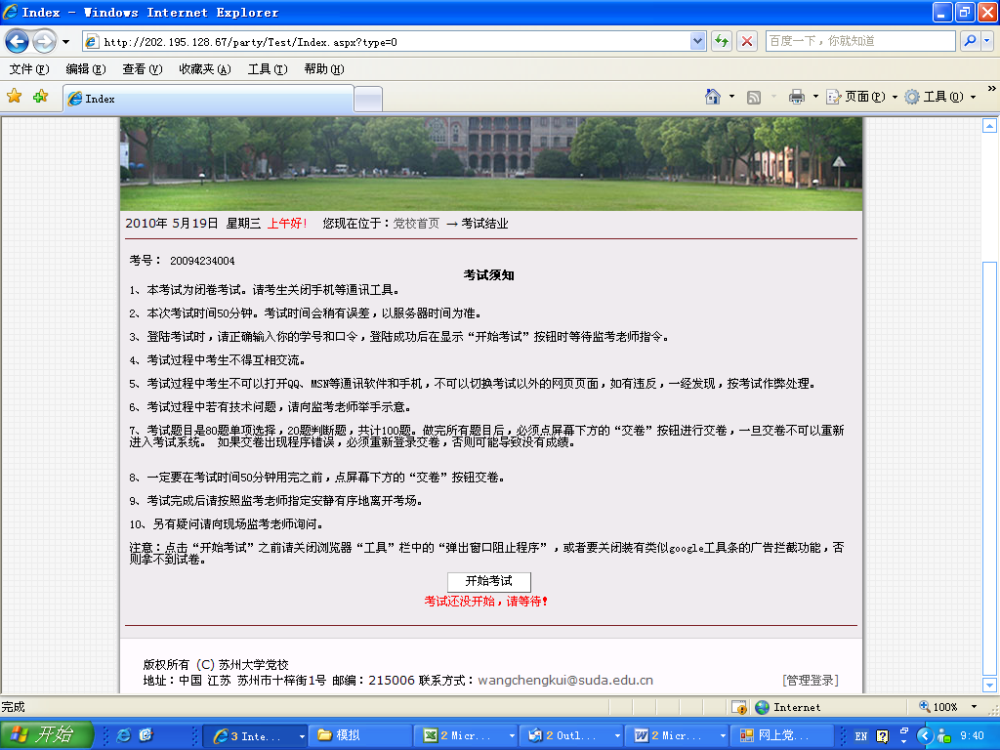 Index - Windows Internet Explorer
http://202.195.128.67/party/Test/Index.aspx?type=0
百度一下，你就知道
文件(F) 编辑(E) 查看(V) 收藏夹(A) 工具(T) 帮助(H)
Index
页面(P) 工具(O) »
2010年 5月19日 星期三 上午好! 您现在位于：党校首页 →考试结业
考号： 20094234004
考试须知
1、本考试为闭卷考试。请考生关闭手机等通讯工具。
2、本次考试时间50分钟。考试时间会稍有误差，以服务器时间为准。
3、登陆考试时，请正确输入你的学号和口令，登陆成功后在显示“开始考试”按钮时等待监考老师指令。
4、考试过程中考生不得互相交流。
5、考试过程中考生不可以打开QQ、MSN等通讯软件和手机，不可以切换考试以外的网页页面，如有违反，一经发现，按考试作弊处理。
6、考试过程中若有技术问题，请向监考老师举手示意。
7、考试题目是80题单项选择，20题判断题，共计100题。做完所有题目后，必须点屏幕下方的“交卷”按钮进行交卷，一旦交卷不可以重新
进入考试系统。 如果交卷出现程序错误，必须重新登录交卷，否则可能导致没有成绩。
8、一定要在考试时间50分钟用完之前，点屏幕下方的“交卷”按钮交卷。
9、考试完成后请按照监考老师指定安静有序地离开考场。
10、另有疑问请向现场监考老师询问。
注意：点击“开始考试”之前请关闭浏览器“工具”栏中的“弹出窗口阻止程序”，或者要关闭装有类似google工具条的广告拦截功能，否
则拿不到试卷。
开始考试
考试还没开始，请等待!
版权所有 (C) 苏州大学党校
地址：中国 江苏 苏州市十梓街1号 邮编：215006 联系方式：wangchengkui@suda.edu.cn [管理登录]
完成 Internet 100%
开始 3 Inte... 模拟 2 Micr... 2 Outl... 2 Micr... 网上党... EN 9:40